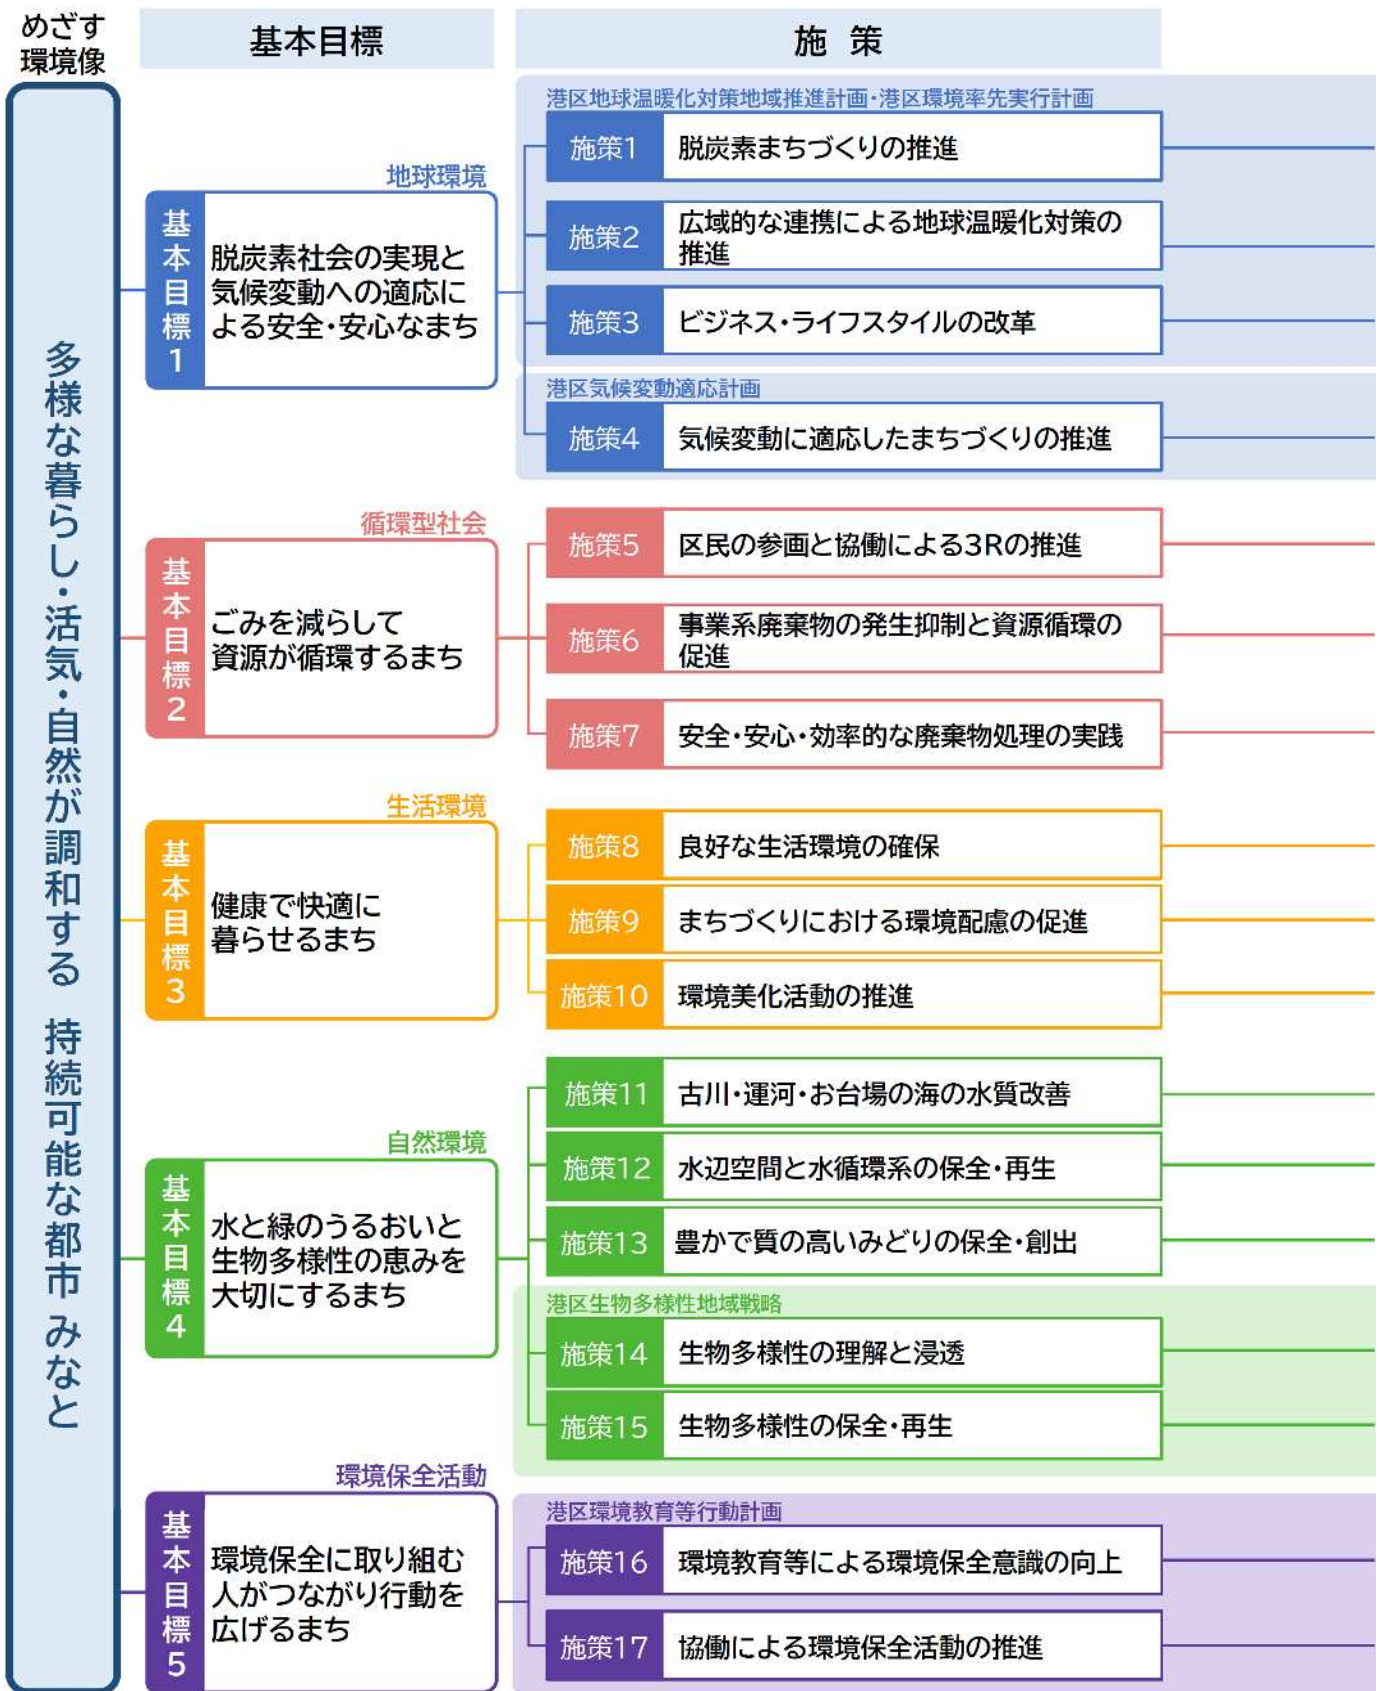 めざす
環境像
基本目標
施 策
多様な暮らし・活気・自然が調和する 持続可能な都市 みなと
地球環境
基本目標1
脱炭素社会の実現と
気候変動への適応に
よる安全・安心なまち
港区地球温暖化対策地域推進計画・港区環境率先実行計画
施策1
脱炭素まちづくりの推進
施策2
広域的な連携による地球温暖化対策の
推進
施策3
ビジネス・ライフスタイルの改革
港区気候変動適応計画
施策4
気候変動に適応したまちづくりの推進
循環型社会
基本目標2
ごみを減らして
資源が循環するまち
施策5
区民の参画と協働による3Rの推進
施策6
事業系廃棄物の発生抑制と資源循環の
促進
施策7
安全・安心・効率的な廃棄物処理の実践
生活環境
基本目標3
健康で快適に
暮らせるまち
施策8
良好な生活環境の確保
施策9
まちづくりにおける環境配慮の促進
施策10
環境美化活動の推進
自然環境
基本目標4
水と緑のうるおいと
生物多様性の恵みを
大切にするまち
施策11
古川・運河・お台場の海の水質改善
施策12
水辺空間と水循環系の保全・再生
施策13
豊かで質の高いみどりの保全・創出
港区生物多様性地域戦略
施策14
生物多様性の理解と浸透
施策15
生物多様性の保全・再生
環境保全活動
基本目標5
環境保全に取り組む
人がつながり行動を
広げるまち
港区環境教育等行動計画
施策16
環境教育等による環境保全意識の向上
施策17
協働による環境保全活動の推進